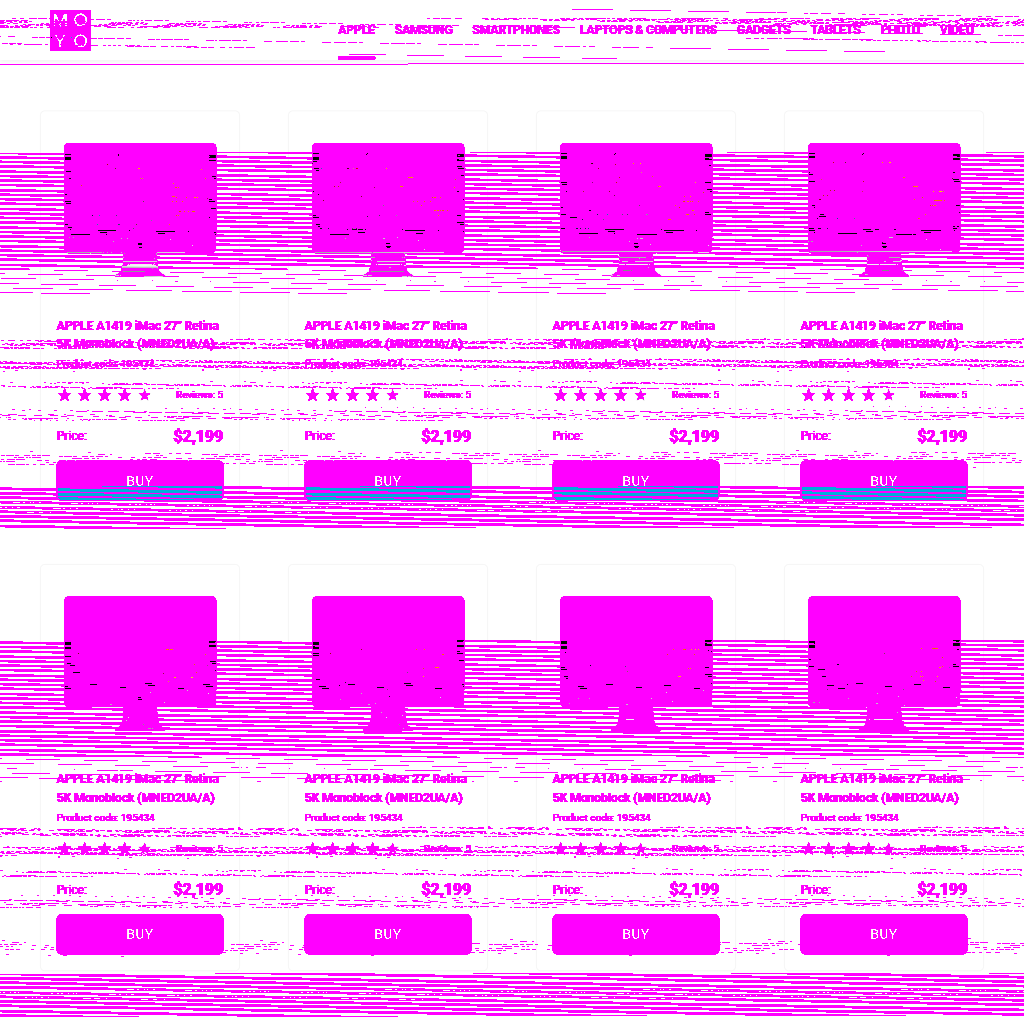 MO
YO
APPLE SAMSUNG SMARTPHONES LAPTOPS & COMPUTERS GADGETS TABLETS PHOTO VIDEO
APPLE A1419 iMac 27" Retina APPLE A1419 iMac 27" Retina APPLE A1419 iMac 27" Retina APPLE A1419 iMac 27" Retina
5K Monoblock (MNED2UA/A) 5K Monoblock (MNED2UA/A) 5K Monoblock (MNED2UA/A) 5K Monoblock (MNED2UA/A)
Product code: 195434 Product code: 195434 Product code: 195434 Product code: 195434
Reviews: 5 Reviews: 5 Reviews: 5 Reviews: 5
Price: $2,199 Price: $2,199 Price: $2,199 Price: $2,199
BUY BUY BUY BUY
APPLE A1419 iMac 27" Retina APPLE A1419 iMac 27" Retina APPLE A1419 iMac 27" Retina APPLE A1419 iMac 27" Retina
5K Monoblock (MNED2UA/A) 5K Monoblock (MNED2UA/A) 5K Monoblock (MNED2UA/A) 5K Monoblock (MNED2UA/A)
Product code: 195434 Product code: 195434 Product code: 195434 Product code: 195434
Reviews: 5 Reviews: 5 Reviews: 5 Reviews: 5
Price: $2,199 Price: $2,199 Price: $2,199 Price: $2,199
BUY BUY BUY BUY